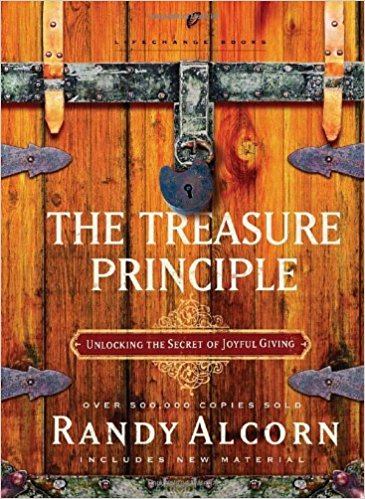 LIFECHANGE BOOKS
THE TREASURE
PRINCIPLE
UNLOCKING THE SECRET OF JOYFUL GIVING
OVER 500,000 COPIES SOLD
RANDY ALCORN
INCLUDES NEW MATERIAL